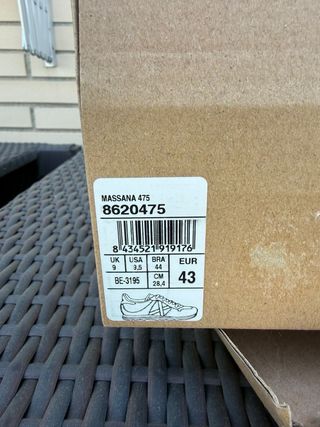 MASSANA 475
8620475
8 434521 919176
UK USA BRA EUR
9 9,5 44 43
BE-3195 CM
28,4